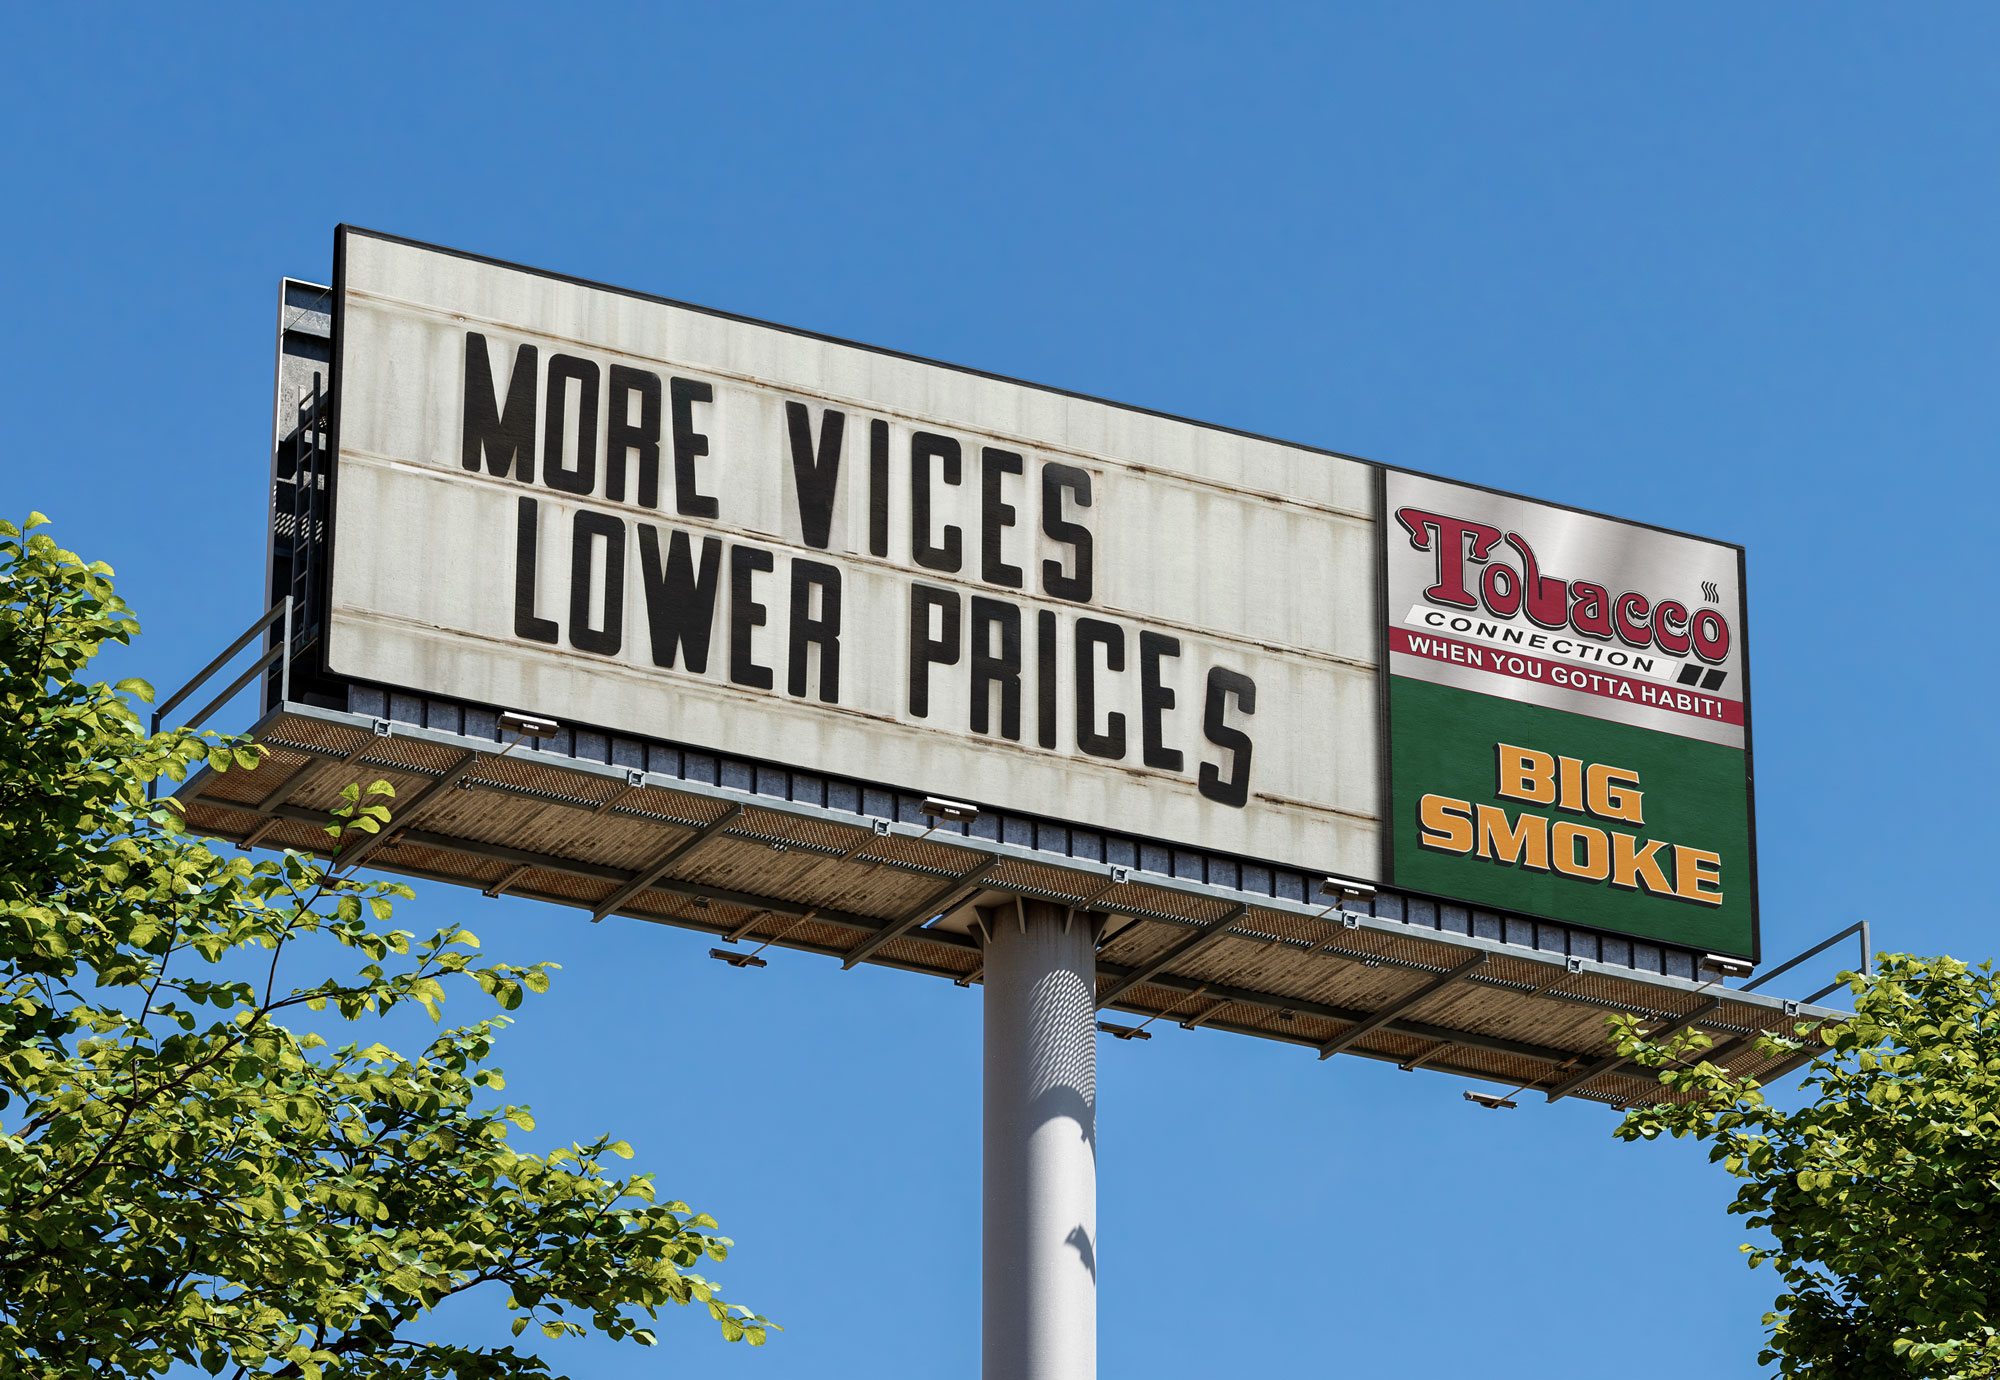 MORE VICES
LOWER PRICES
Tobacco
CONNECTION
WHEN YOU GOTTA HABIT!
BIG
SMOKE